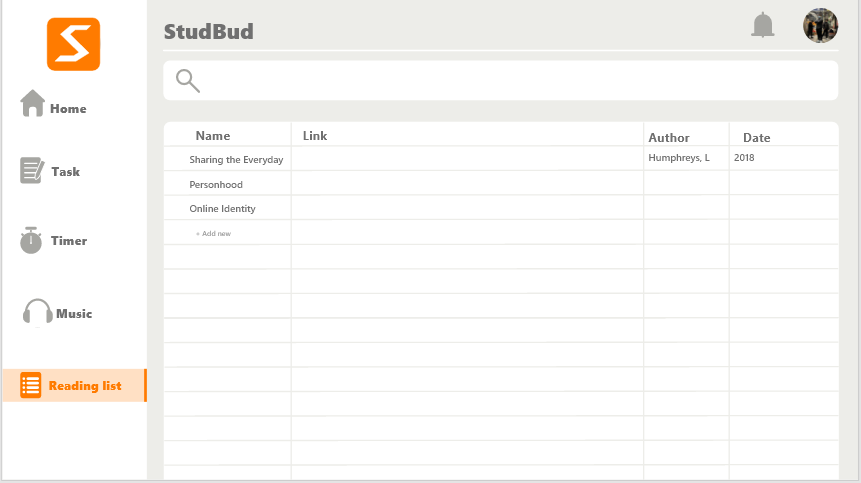 StudBud
Home
Task
Timer
Music
Reading list
Name Link Author Date
Sharing the Everyday Humphreys, L 2018
Personhood
Online Identity
+ Add new